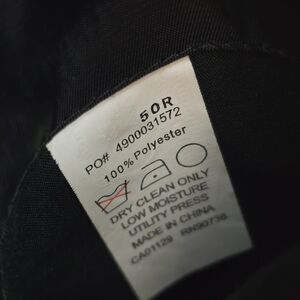 50R
PO# 4900031572
100% Polyester
DRY CLEAN ONLY
LOW MOISTURE
UTILITY PRESS
MADE IN CHINA
CA01129 RN90736